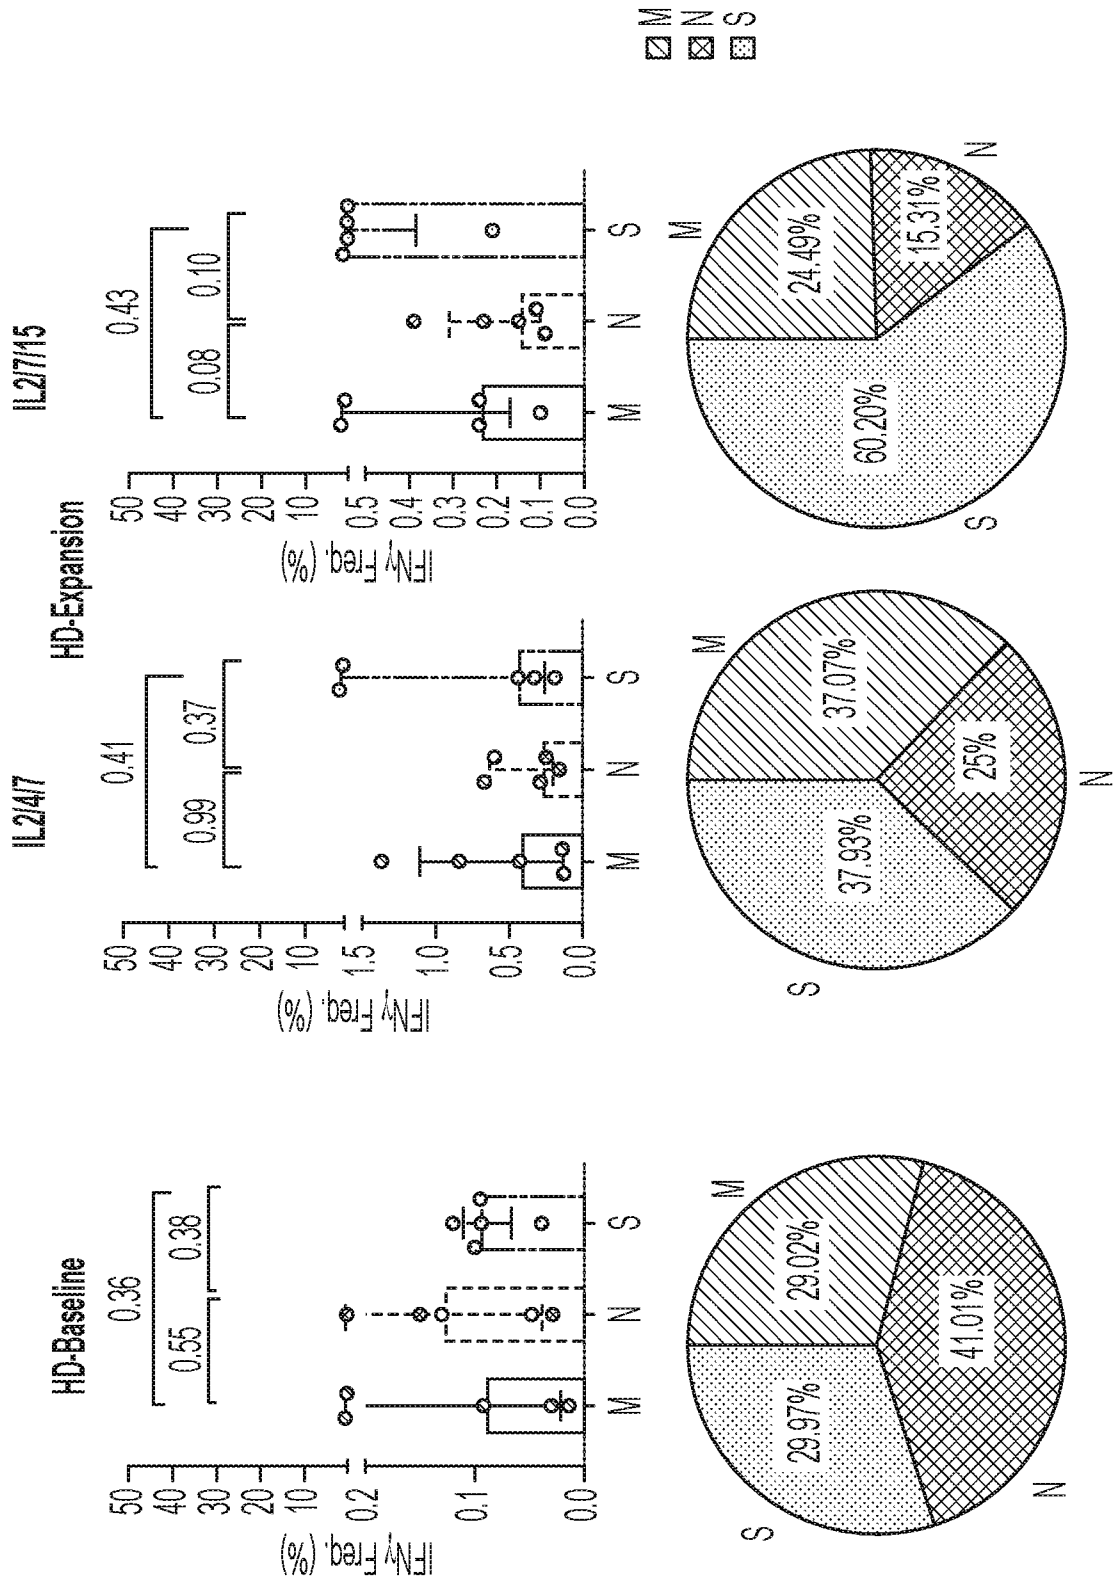 HD-Baseline
0.36
0.55 0.38
IFNγ Freq. (%)
50
40
30
20
10
0.2
0.1
0.0
M N S
M
29.02%
N
41.01%
S
29.97%
HD-Expansion
IL2/4/7
0.41
0.99 0.37
IFNγ Freq. (%)
50
40
30
20
10
1.5
1.0
0.5
0.0
M N S
M
37.07%
N
25%
S
37.93%
IL2/7/15
0.43
0.08 0.10
IFNγ Freq. (%)
50
40
30
20
10
0.5
0.4
0.3
0.2
0.1
0.0
M N S
M
24.49%
N
15.31%
S
60.20%
M
N
S